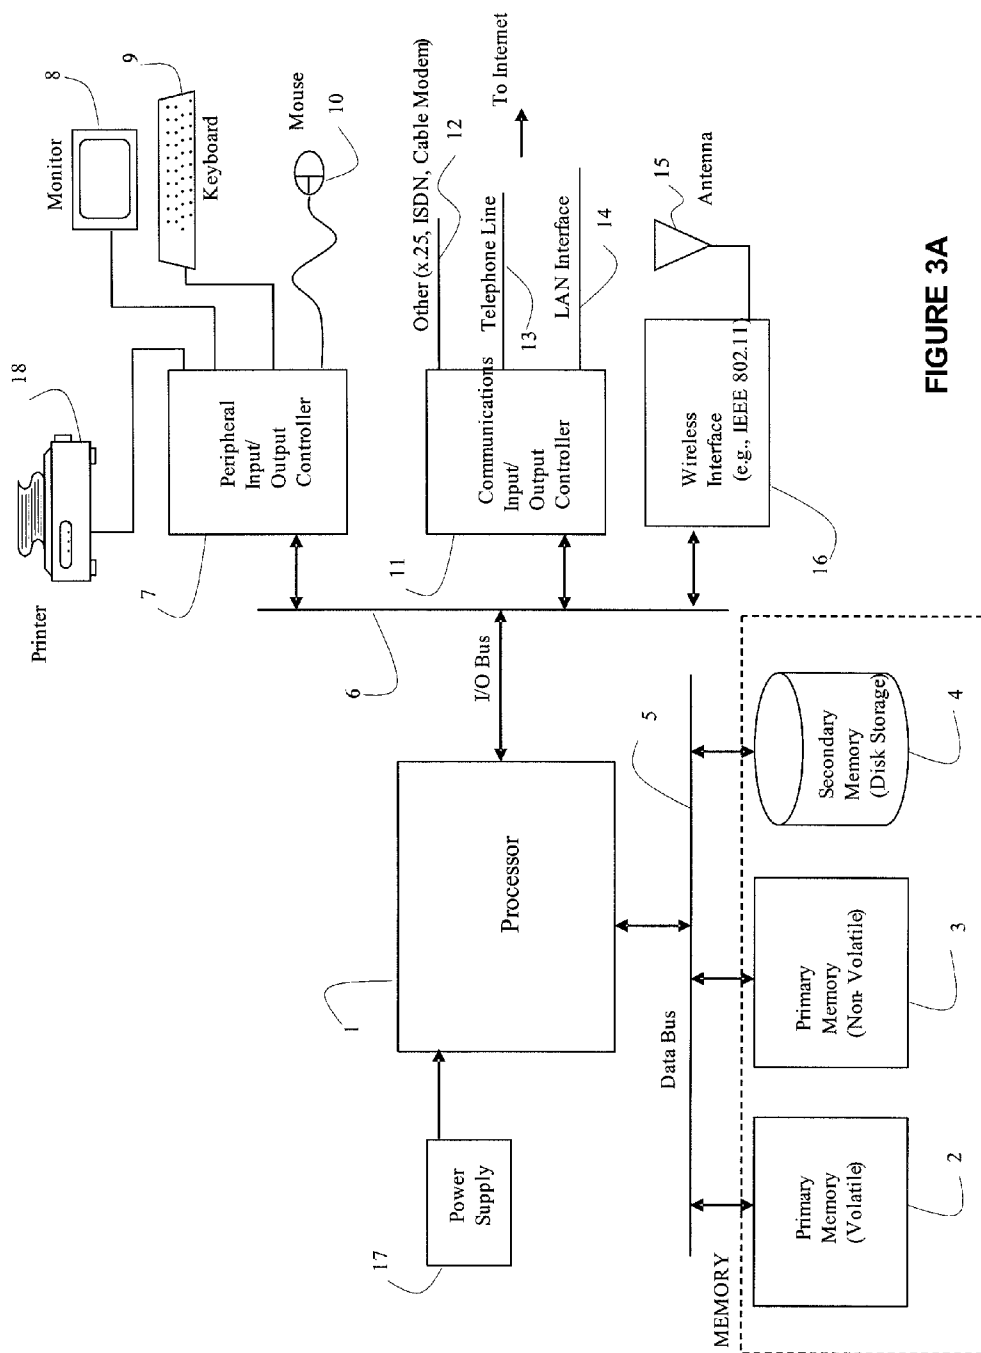 Printer
18
Monitor
8
9
Keyboard
Mouse
10
7
Peripheral
Input/
Output
Controller
Other (x.25, ISDN, Cable Modem)
12
Telephone Line
13
To Internet
LAN Interface
14
11
Communications
Input/
Output
Controller
15
Antenna
Wireless
Interface
(e.g., IEEE 802.11)
16
6
I/O Bus
1
Processor
17
Power
Supply
Data Bus
5
MEMORY
Primary
Memory
(Volatile)
2
Primary
Memory
(Non-Volatile)
3
Secondary
Memory
(Disk Storage)
4
FIGURE 3A